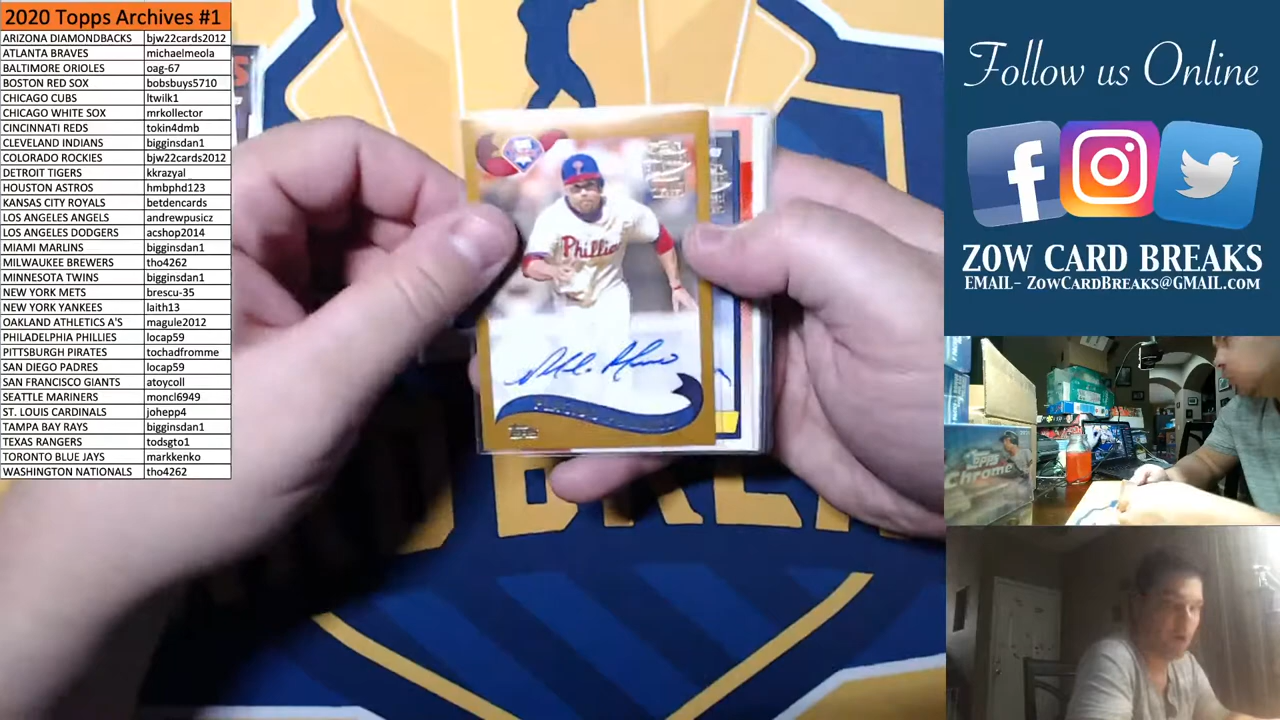 2020 Topps Archives #1
ARIZONA DIAMONDBACKS bjw22cards2012
ATLANTA BRAVES michaelmeola
BALTIMORE ORIOLES oag-67
BOSTON RED SOX bobsbuys5710
CHICAGO CUBS ltwilk1
CHICAGO WHITE SOX mrkollector
CINCINNATI REDS tokin4dmb
CLEVELAND INDIANS bigginsdan1
COLORADO ROCKIES bjw22cards2012
DETROIT TIGERS kkrazyal
HOUSTON ASTROS hmbphd123
KANSAS CITY ROYALS betdencards
LOS ANGELES ANGELS andrewpusicz
LOS ANGELES DODGERS acshop2014
MIAMI MARLINS bigginsdan1
MILWAUKEE BREWERS tho4262
MINNESOTA TWINS bigginsdan1
NEW YORK METS brescu-35
NEW YORK YANKEES laith13
OAKLAND ATHLETICS A'S magule2012
PHILADELPHIA PHILLIES locap59
PITTSBURGH PIRATES tochadfromme
SAN DIEGO PADRES locap59
SAN FRANCISCO GIANTS atoycoll
SEATTLE MARINERS moncl6949
ST. LOUIS CARDINALS johepp4
TAMPA BAY RAYS bigginsdan1
TEXAS RANGERS todsgto1
TORONTO BLUE JAYS markkenko
WASHINGTON NATIONALS tho4262
Phillies
Topps
Follow us Online
f
ZOW CARD BREAKS
EMAIL- ZowCardBreaks@gmail.com
Topps
Chrome